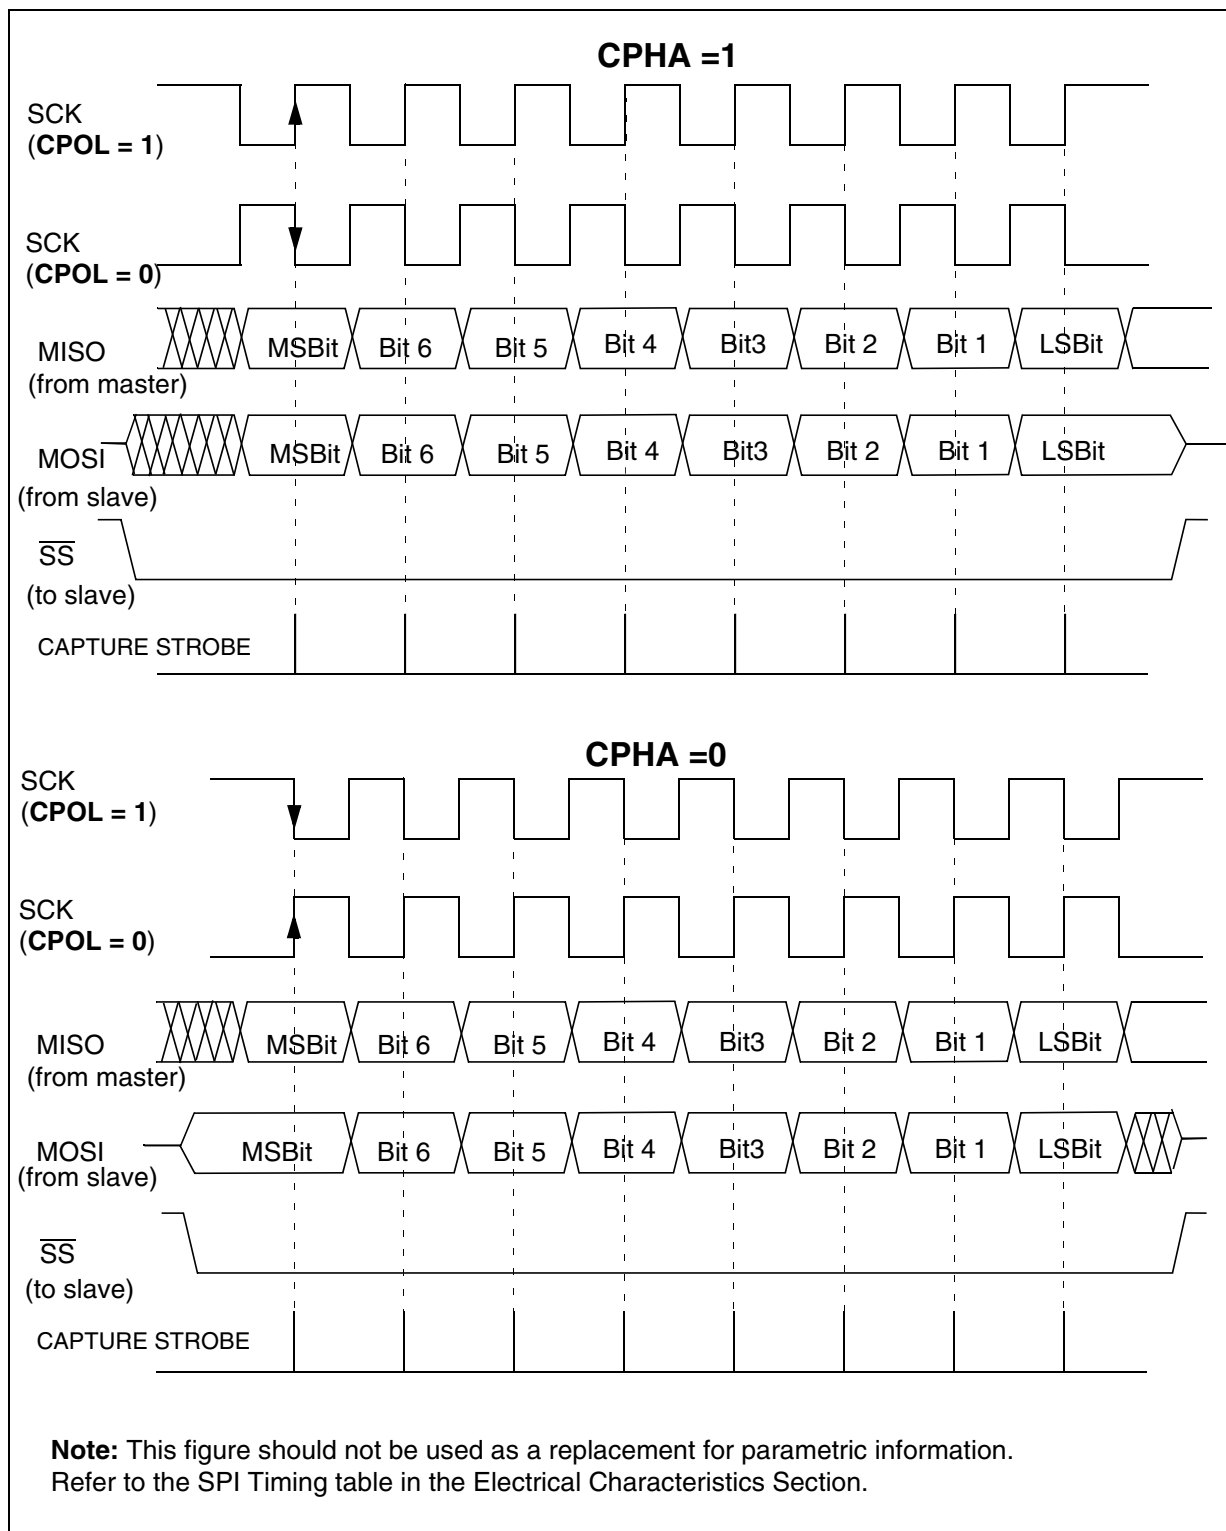 CPHA =1
SCK
(CPOL = 1)
SCK
(CPOL = 0)
MISO
(from master)
MSBit Bit 6 Bit 5 Bit 4 Bit3 Bit 2 Bit 1 LSBit
MOSI
(from slave)
MSBit Bit 6 Bit 5 Bit 4 Bit3 Bit 2 Bit 1 LSBit
SS
(to slave)
CAPTURE STROBE
CPHA =0
SCK
(CPOL = 1)
SCK
(CPOL = 0)
MISO
(from master)
MSBit Bit 6 Bit 5 Bit 4 Bit3 Bit 2 Bit 1 LSBit
MOSI
(from slave)
MSBit Bit 6 Bit 5 Bit 4 Bit3 Bit 2 Bit 1 LSBit
SS
(to slave)
CAPTURE STROBE
Note: This figure should not be used as a replacement for parametric information.
Refer to the SPI Timing table in the Electrical Characteristics Section.